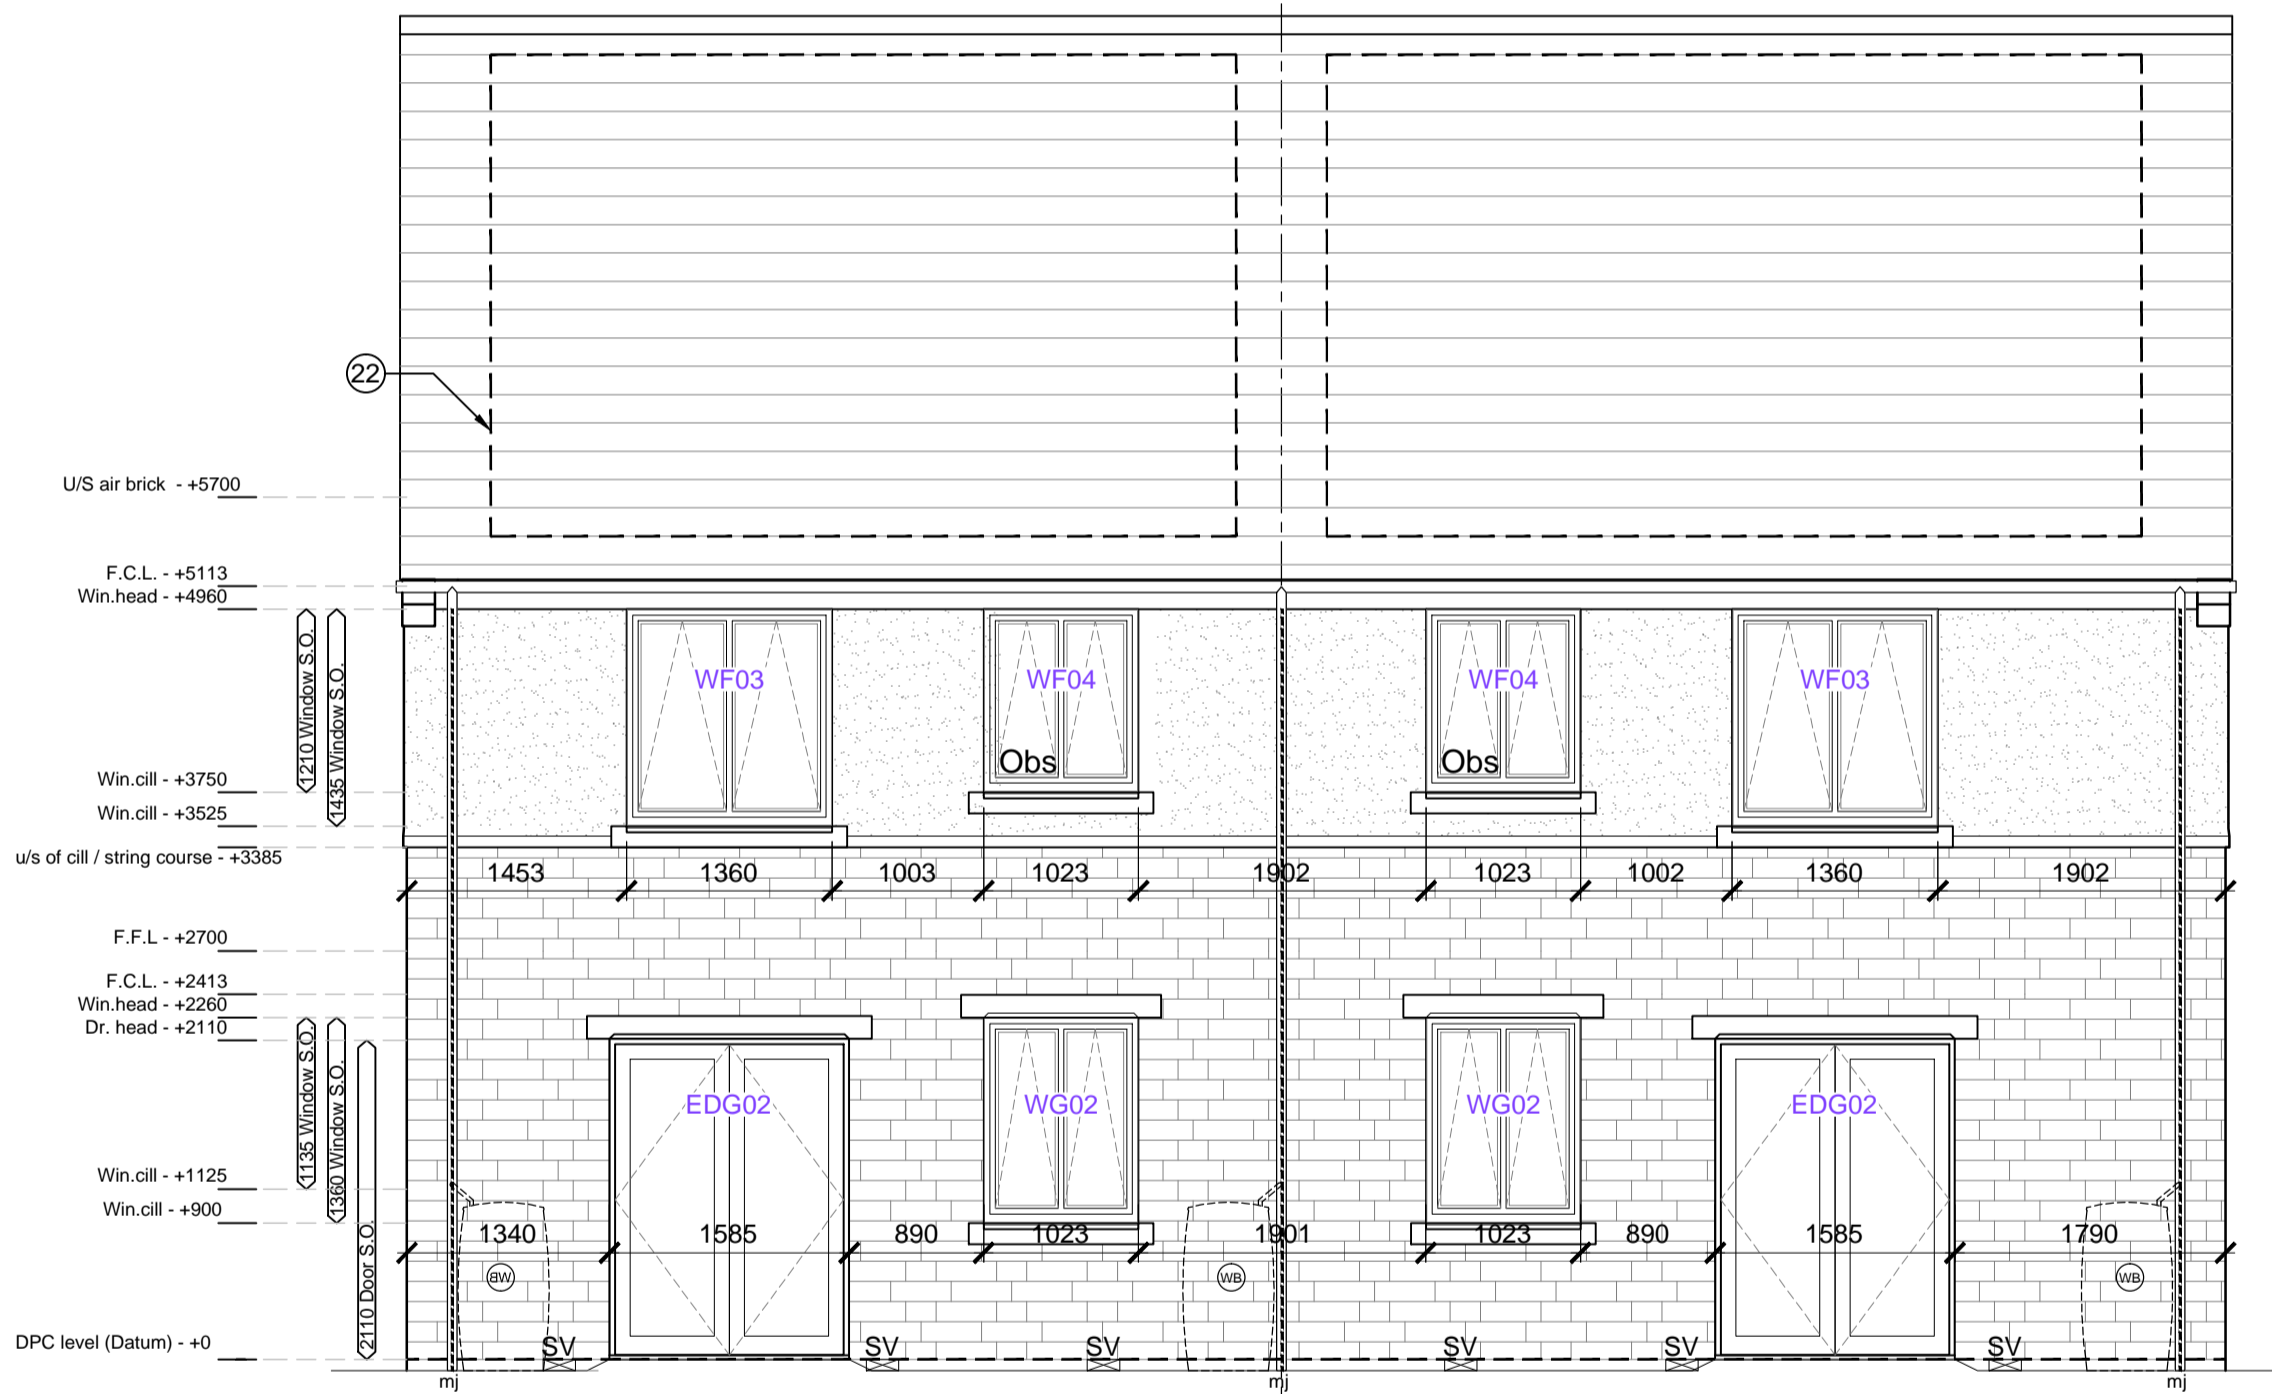 22
U/S air brick - +5700
F.C.L. - +5113
Win.head - +4960
1210 Window S.O.
1435 Window S.O.
WF03
WF04
WF04
WF03
Obs
Obs
Win.cill - +3750
Win.cill - +3525
u/s of cill / string course - +3385
1453
1360
1003
1023
1902
1023
1002
1360
1902
F.F.L - +2700
F.C.L. - +2413
Win.head - +2260
Dr. head - +2110
1135 Window S.O.
1360 Window S.O.
2110 Door S.O.
EDG02
WG02
WG02
EDG02
Win.cill - +1125
Win.cill - +900
1340
1585
890
1023
1901
1023
890
1585
1790
WB
WB
WB
DPC level (Datum) - +0
SV
SV
SV
SV
SV
SV
mj
mj
mj